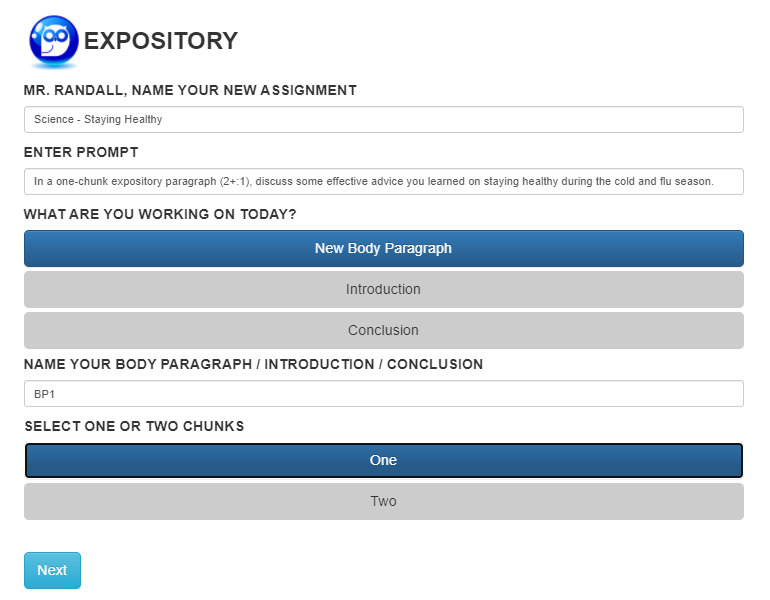 EXPOSITORY
MR. RANDALL, NAME YOUR NEW ASSIGNMENT
Science - Staying Healthy
ENTER PROMPT
In a one-chunk expository paragraph (2+:1), discuss some effective advice you learned on staying healthy during the cold and flu season.
WHAT ARE YOU WORKING ON TODAY?
New Body Paragraph
Introduction
Conclusion
NAME YOUR BODY PARAGRAPH / INTRODUCTION / CONCLUSION
BP1
SELECT ONE OR TWO CHUNKS
One
Two
Next